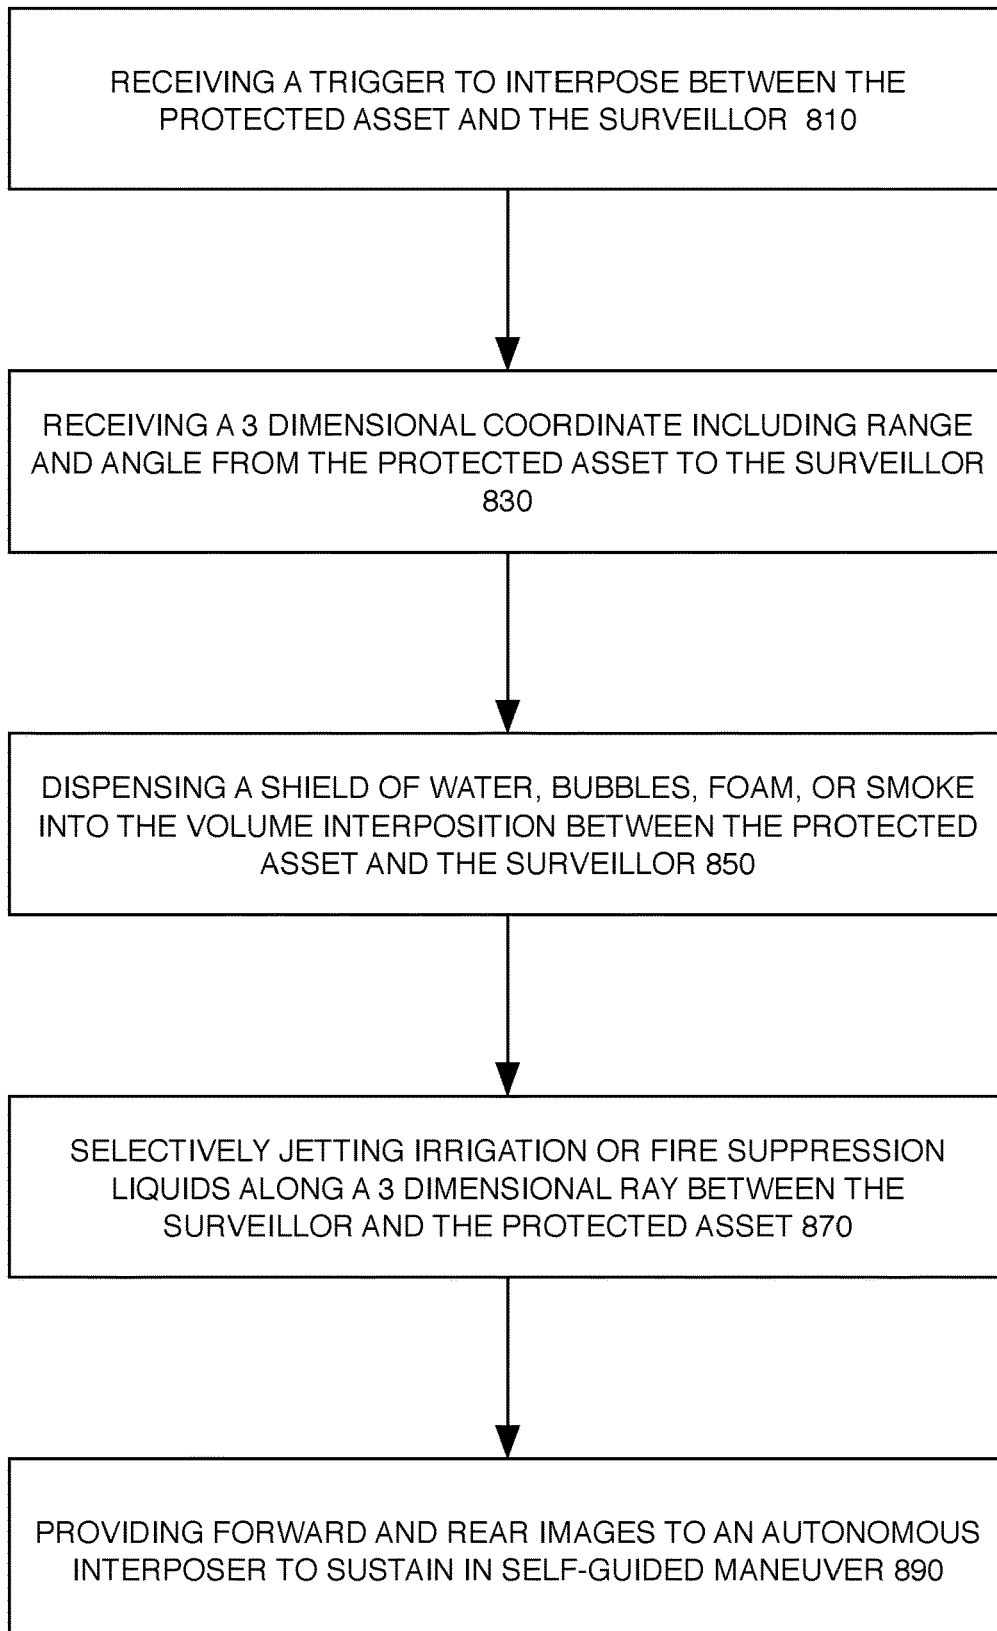 RECEIVING A TRIGGER TO INTERPOSE BETWEEN THE
PROTECTED ASSET AND THE SURVEILLOR 810
RECEIVING A 3 DIMENSIONAL COORDINATE INCLUDING RANGE
AND ANGLE FROM THE PROTECTED ASSET TO THE SURVEILLOR
830
DISPENSING A SHIELD OF WATER, BUBBLES, FOAM, OR SMOKE
INTO THE VOLUME INTERPOSITION BETWEEN THE PROTECTED
ASSET AND THE SURVEILLOR 850
SELECTIVELY JETTING IRRIGATION OR FIRE SUPPRESSION
LIQUIDS ALONG A 3 DIMENSIONAL RAY BETWEEN THE
SURVEILLOR AND THE PROTECTED ASSET 870
PROVIDING FORWARD AND REAR IMAGES TO AN AUTONOMOUS
INTERPOSER TO SUSTAIN IN SELF-GUIDED MANEUVER 890